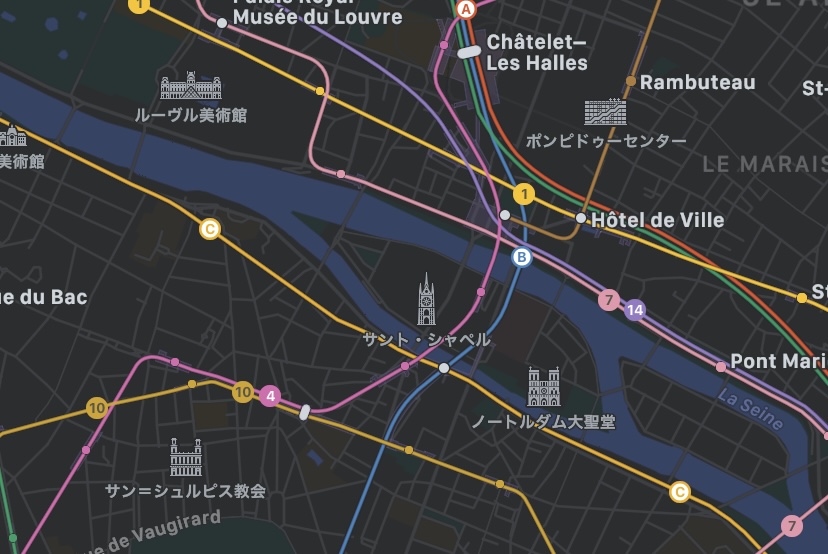 1
Musée du Louvre
A
Châtelet–
Les Halles
Rambuteau
St-
ルーヴル美術館
ポンピドゥーセンター
美術館
LE MARAIS
1
Hôtel de Ville
C
B
ue du Bac
7
14
St
サント・シャペル
Pont Mari
10
10
4
La Seine
ノートルダム大聖堂
サン=シュルピス教会
C
ue de Vaugirard
7